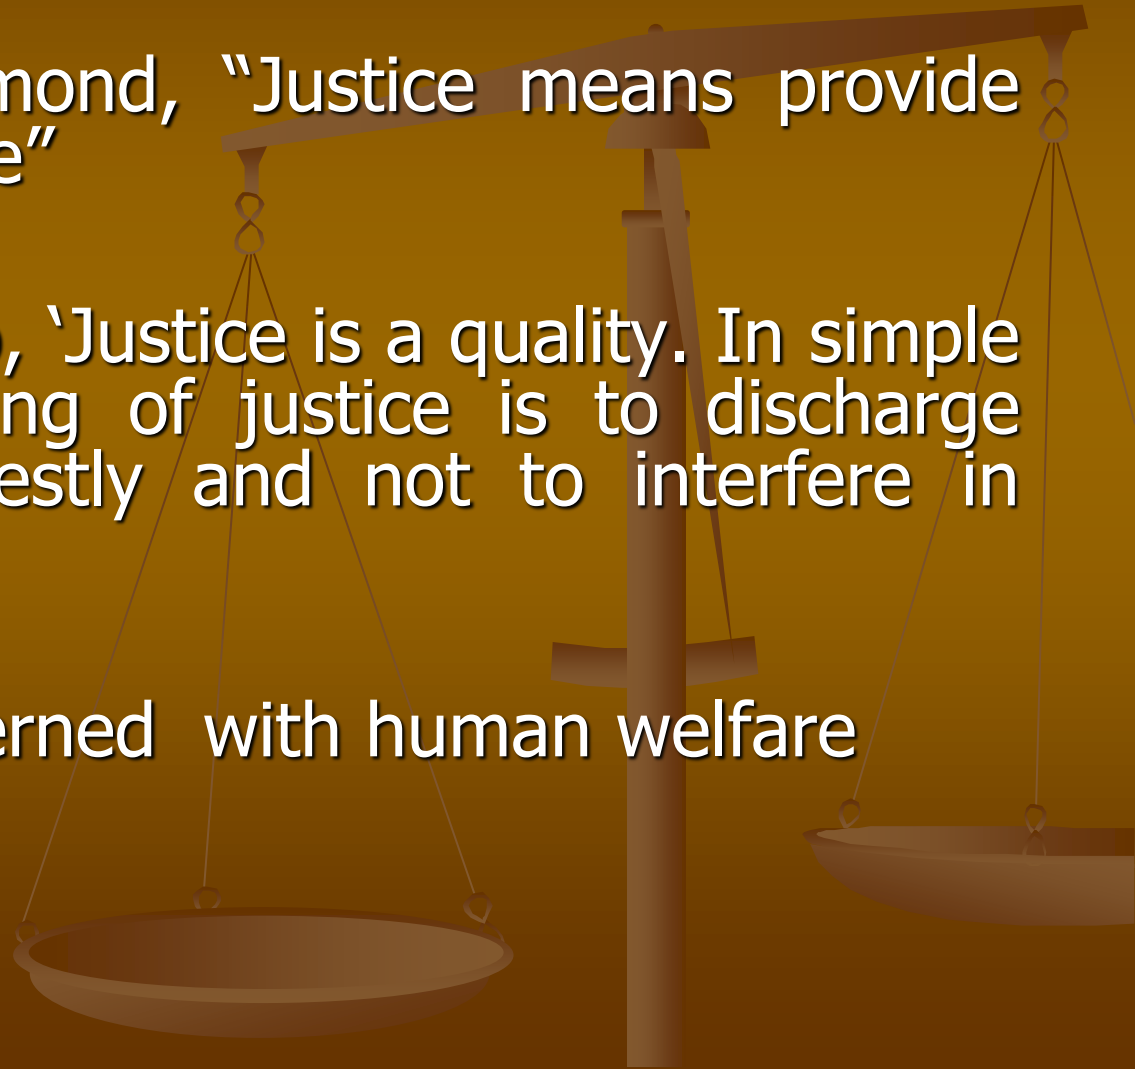 mond, “Justice means provide
e”
, ‘Justice is a quality. In simple
ng of justice is to discharge
estly and not to interfere in
erned with human welfare